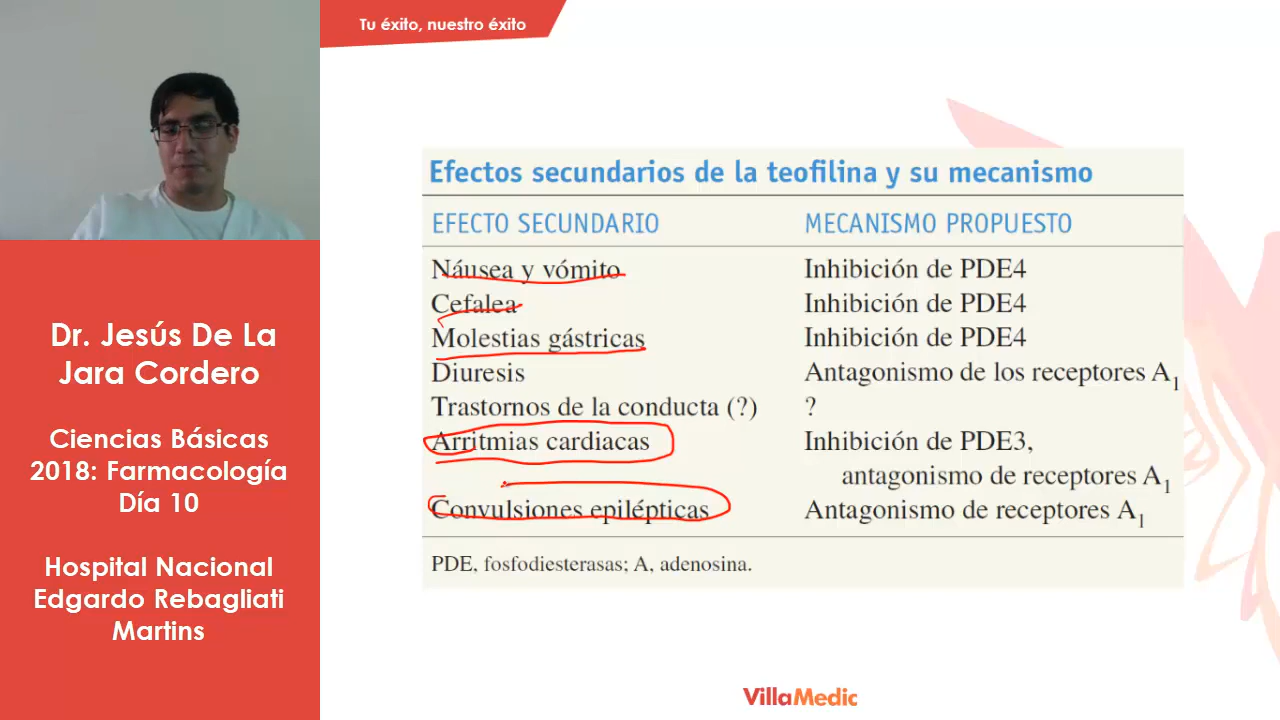 Tu éxito, nuestro éxito
Dr. Jesús De La
Jara Cordero
Ciencias Básicas
2018: Farmacología
Día 10
Hospital Nacional
Edgardo Rebagliati
Martins
Efectos secundarios de la teofilina y su mecanismo
EFECTO SECUNDARIO MECANISMO PROPUESTO
Náusea y vómito Inhibición de PDE4
Cefalea Inhibición de PDE4
Molestias gástricas Inhibición de PDE4
Diuresis Antagonismo de los receptores A1
Trastornos de la conducta (?) ?
Arritmias cardiacas Inhibición de PDE3,
antagonismo de receptores A1
Convulsiones epilépticas Antagonismo de receptores A1
PDE, fosfodiesterasas; A, adenosina.
VillaMedic